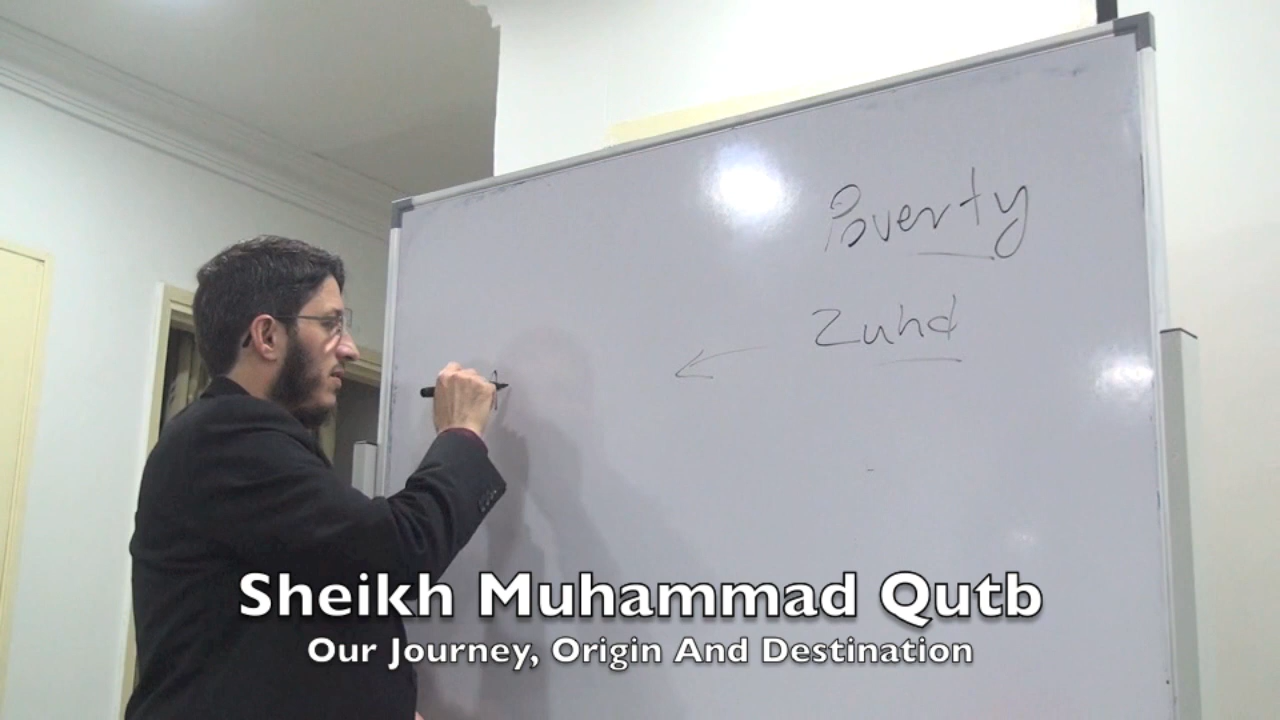 Poverty
Zuhd
Sheikh Muhammad Qutb
Our Journey, Origin And Destination